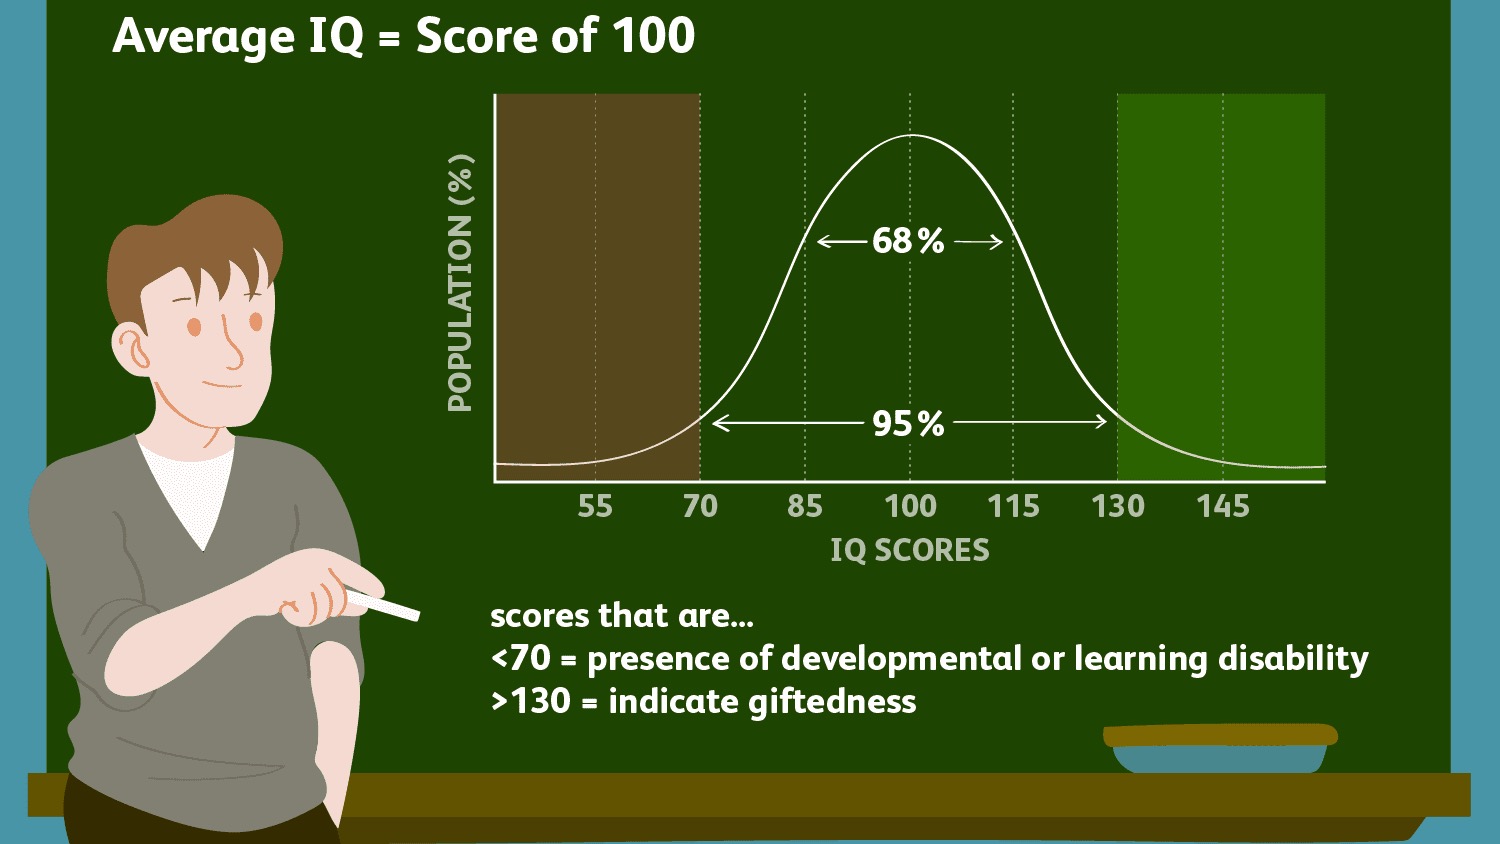 Average IQ = Score of 100
POPULATION (%)
68%
95%
55 70 85 100 115 130 145
IQ SCORES
scores that are...
<70 = presence of developmental or learning disability
>130 = indicate giftedness